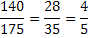 140/175 = 28/35 = 4/5